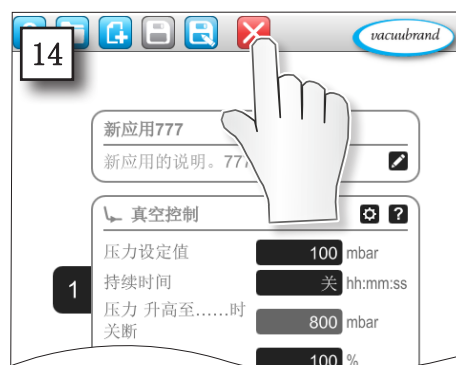 14
vacuubrand
新应用777
新应用的说明。777
真空控制
?
压力设定值 100 mbar
1
持续时间 关 hh:mm:ss
压力 升高至……时
关断 800 mbar
100 %